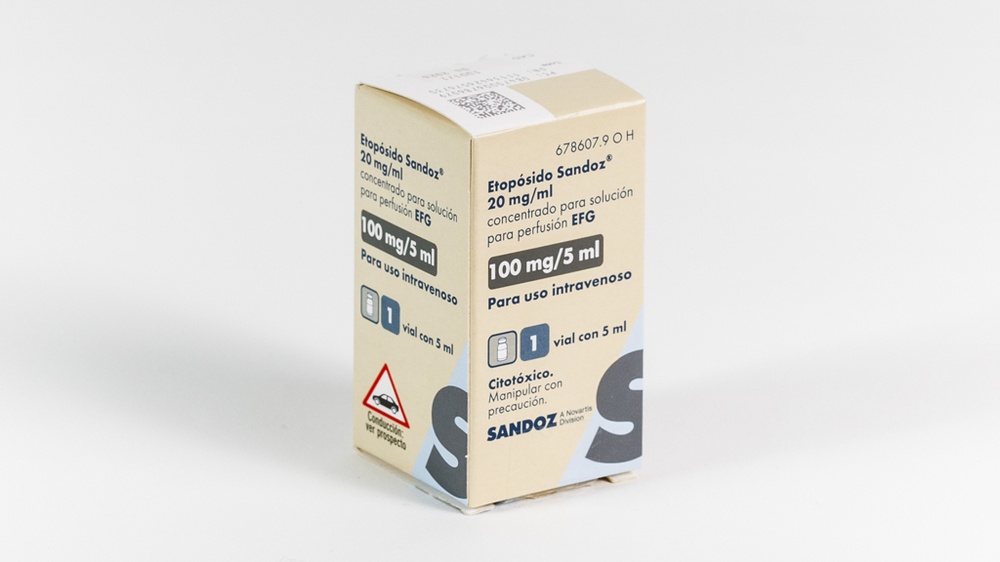 Etopósido Sandoz®
20 mg/ml
concentrado para solución
para perfusión EFG
100 mg/5 ml
Para uso intravenoso
1 vial con 5 ml
Conducción:
ver prospecto
678607.9 O H
Etopósido Sandoz®
20 mg/ml
concentrado para solución
para perfusión EFG
100 mg/5 ml
Para uso intravenoso
1 vial con 5 ml
Citotóxico.
Manipular con
precaución.
SANDOZ A Novartis
Division
S
S